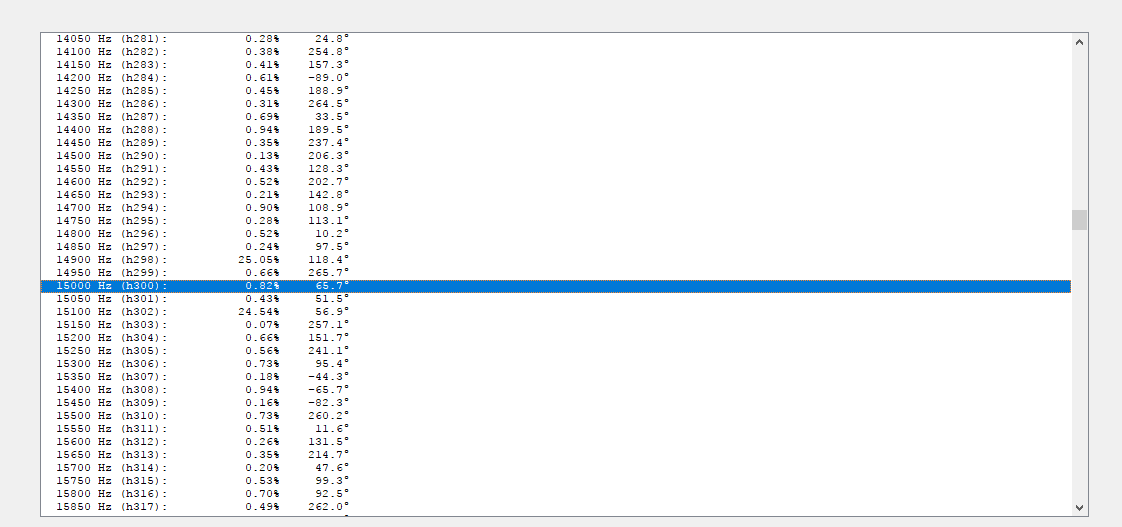 14050 Hz (h281): 0.28% 24.8°
14100 Hz (h282): 0.38% 254.8°
14150 Hz (h283): 0.41% 157.3°
14200 Hz (h284): 0.61% -89.0°
14250 Hz (h285): 0.45% 188.9°
14300 Hz (h286): 0.31% 264.5°
14350 Hz (h287): 0.69% 33.5°
14400 Hz (h288): 0.94% 189.5°
14450 Hz (h289): 0.35% 237.4°
14500 Hz (h290): 0.13% 206.3°
14550 Hz (h291): 0.43% 128.3°
14600 Hz (h292): 0.52% 202.7°
14650 Hz (h293): 0.21% 142.8°
14700 Hz (h294): 0.90% 108.9°
14750 Hz (h295): 0.28% 113.1°
14800 Hz (h296): 0.52% 10.2°
14850 Hz (h297): 0.24% 97.5°
14900 Hz (h298): 25.05% 118.4°
14950 Hz (h299): 0.66% 265.7°
15000 Hz (h300): 0.82% 65.7°
15050 Hz (h301): 0.43% 51.5°
15100 Hz (h302): 24.54% 56.9°
15150 Hz (h303): 0.07% 257.1°
15200 Hz (h304): 0.66% 151.7°
15250 Hz (h305): 0.56% 241.1°
15300 Hz (h306): 0.73% 95.4°
15350 Hz (h307): 0.18% -44.3°
15400 Hz (h308): 0.94% -65.7°
15450 Hz (h309): 0.16% -82.3°
15500 Hz (h310): 0.73% 260.2°
15550 Hz (h311): 0.51% 11.6°
15600 Hz (h312): 0.26% 131.5°
15650 Hz (h313): 0.35% 214.7°
15700 Hz (h314): 0.20% 47.6°
15750 Hz (h315): 0.53% 99.3°
15800 Hz (h316): 0.70% 92.5°
15850 Hz (h317): 0.49% 262.0°